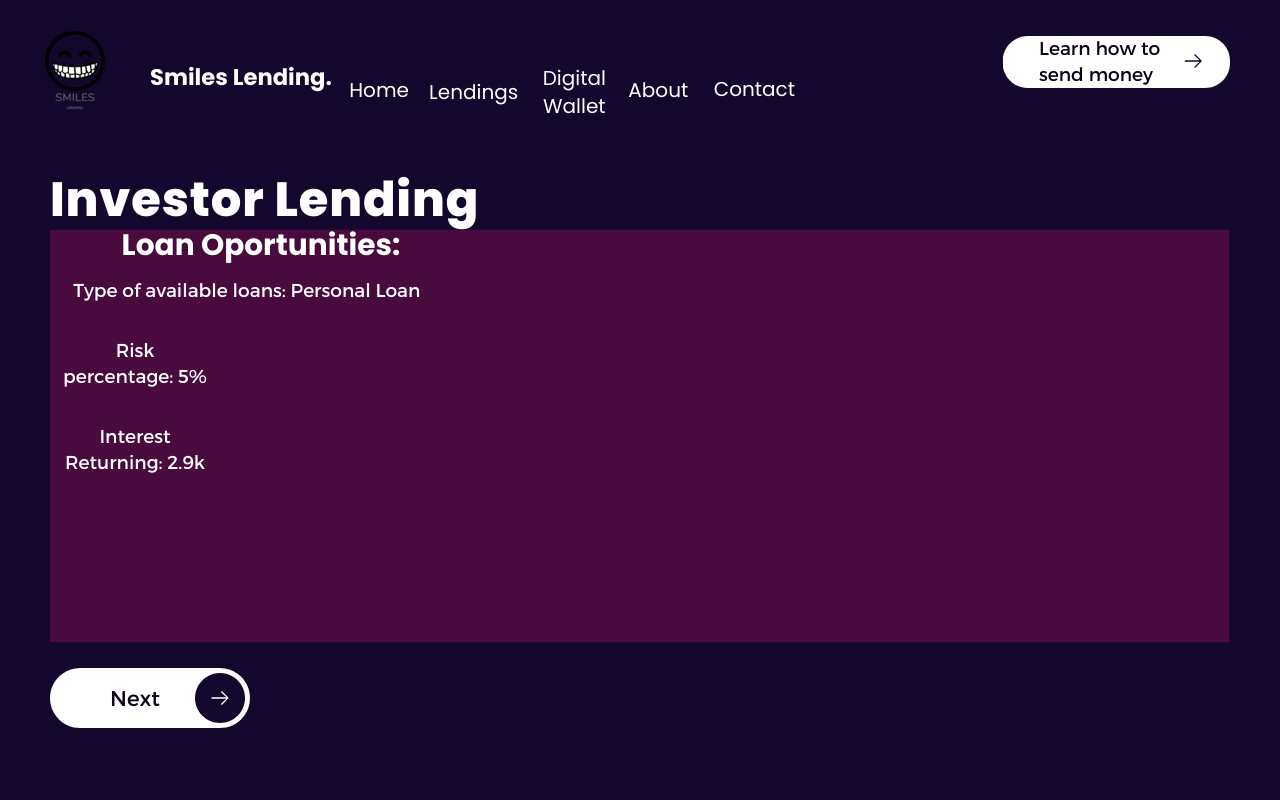 SMILES
LENDING
Smiles Lending.
Home
Lendings
Digital
Wallet
About
Contact
Learn how to
send money
Investor Lending
Loan Oportunities:
Type of available loans: Personal Loan
Risk
percentage: 5%
Interest
Returning: 2.9k
Next